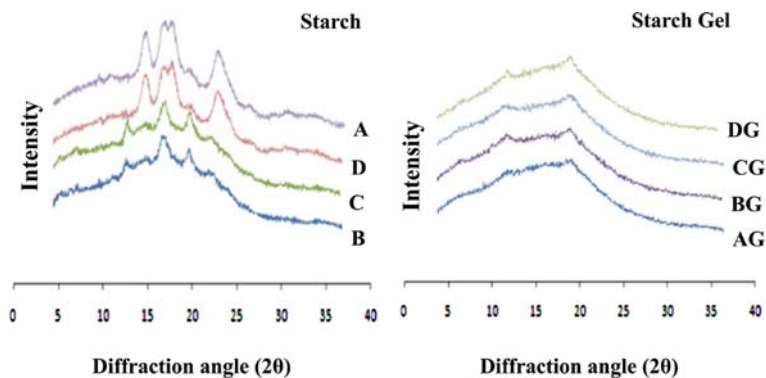 Starch
Intensity
A
D
C
B
0 5 10 15 20 25 30 35 40
Diffraction angle (2θ)
Starch Gel
Intensity
DG
CG
BG
AG
0 5 10 15 20 25 30 35 40
Diffraction angle (2θ)